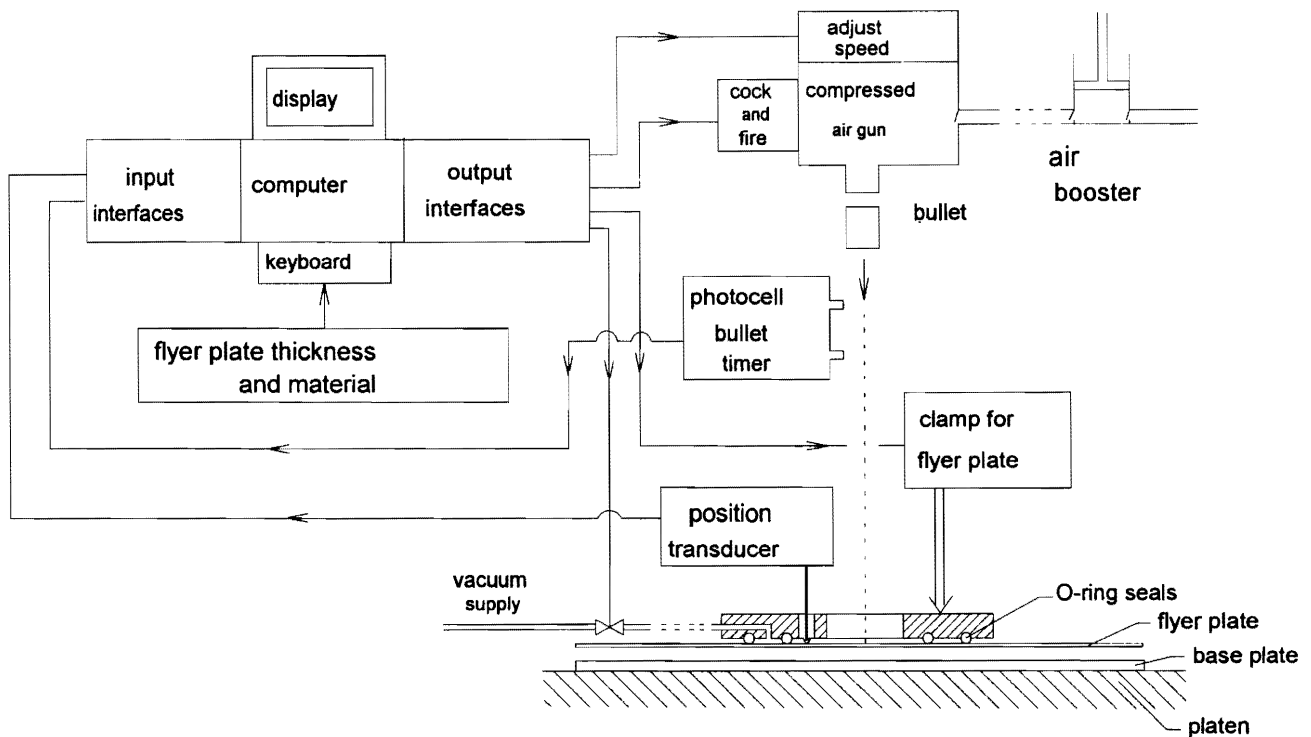 adjust
speed
display
cock
and
fire
compressed
air gun
input
interfaces
computer
output
interfaces
air
booster
bullet
keyboard
photocell
bullet
timer
flyer plate thickness
and material
clamp for
flyer plate
position
transducer
vacuum
supply
O-ring seals
flyer plate
base plate
platen